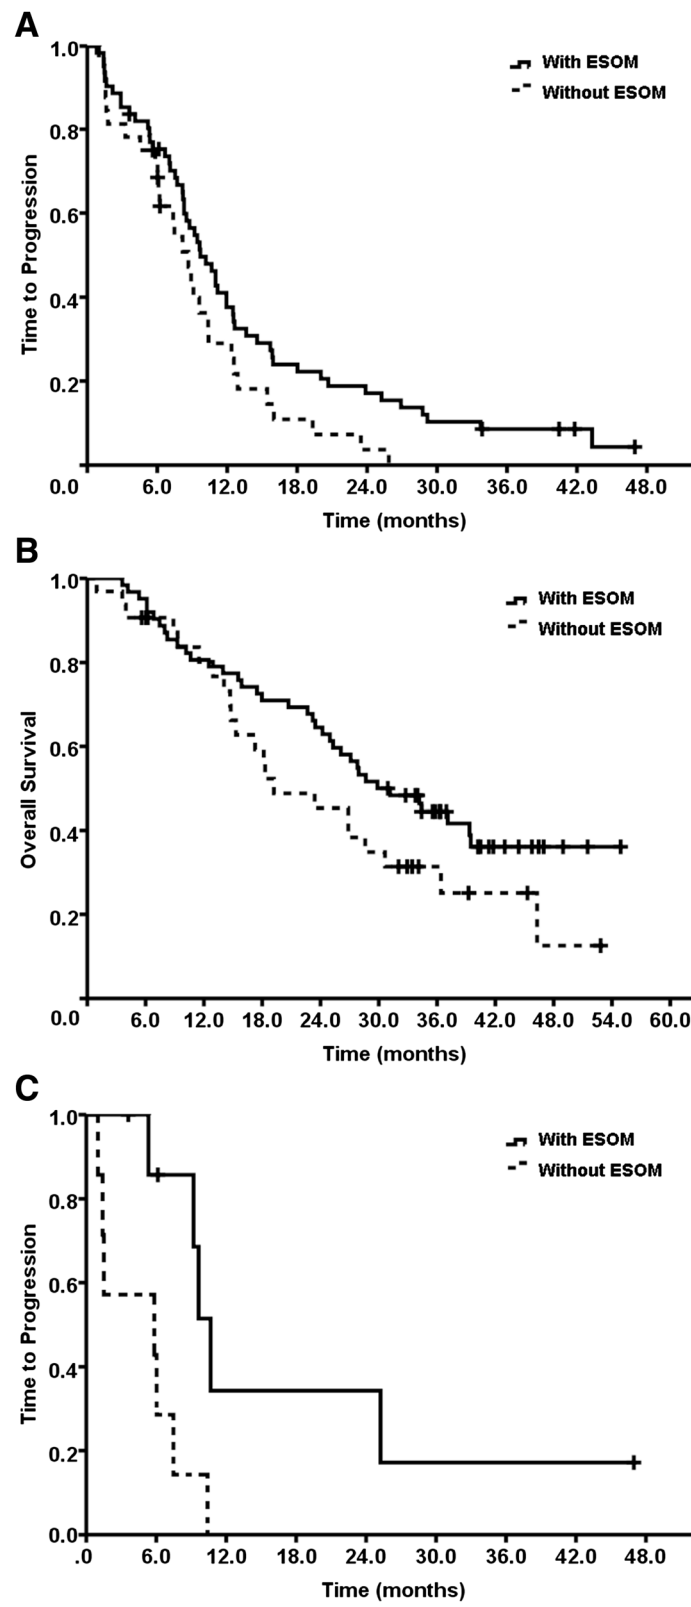 A
1.0
With ESOM
Without ESOM
0.8
0.6
0.4
0.2
Time to Progression
0.0 6.0 12.0 18.0 24.0 30.0 36.0 42.0 48.0
Time (months)
B
1.0
With ESOM
Without ESOM
0.8
0.6
0.4
0.2
Overall Survival
0.0 6.0 12.0 18.0 24.0 30.0 36.0 42.0 48.0 54.0 60.0
Time (months)
C
1.0
With ESOM
Without ESOM
0.8
0.6
0.4
0.2
0.0
Time to Progression
.0 6.0 12.0 18.0 24.0 30.0 36.0 42.0 48.0
Time (months)